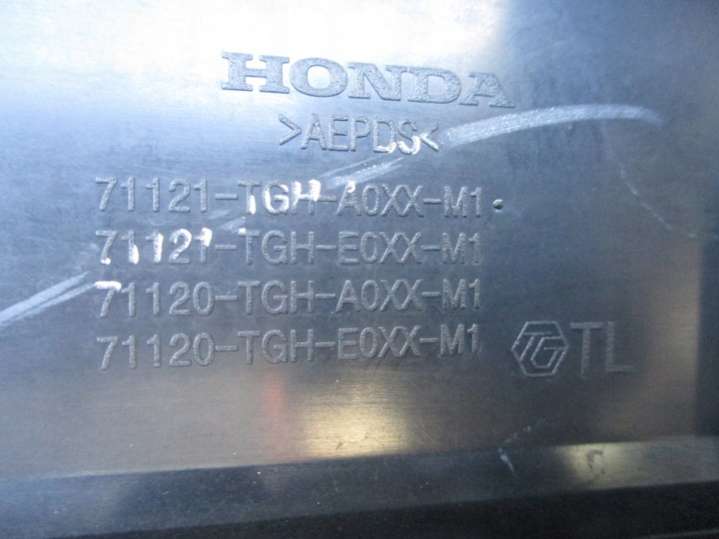 HONDA
>AEPDS<
71121-TGH-A0XX-M1
71121-TGH-E0XX-M1
71120-TGH-A0XX-M1
71120-TGH-E0XX-M1
TG TL